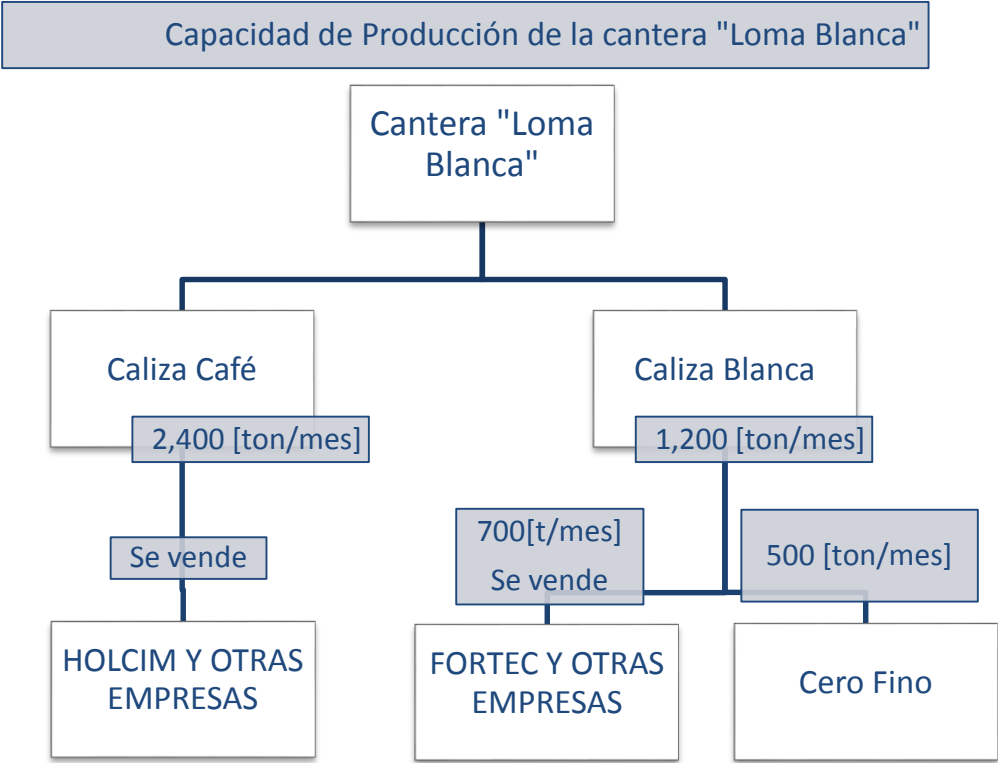 Capacidad de Producción de la cantera "Loma Blanca"
Cantera "Loma
Blanca"
Caliza Café
2,400 [ton/mes]
Se vende
HOLCIM Y OTRAS
EMPRESAS
Caliza Blanca
1,200 [ton/mes]
700[t/mes]
Se vende
FORTEC Y OTRAS
EMPRESAS
500 [ton/mes]
Cero Fino